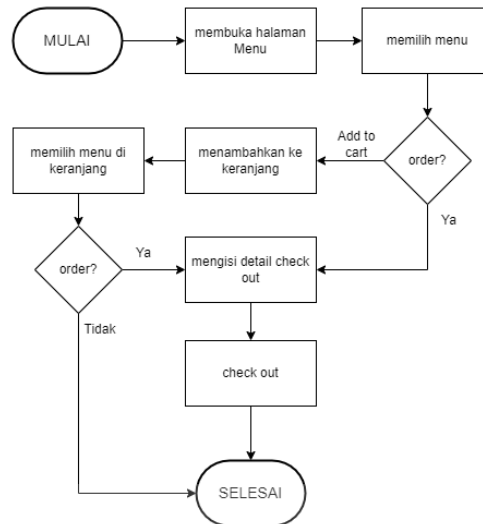 MULAI
membuka halaman
Menu
memilih menu
order?
Add to
cart
Ya
menambahkan ke
keranjang
memilih menu di
keranjang
order?
Ya
Tidak
mengisi detail check
out
check out
SELESAI